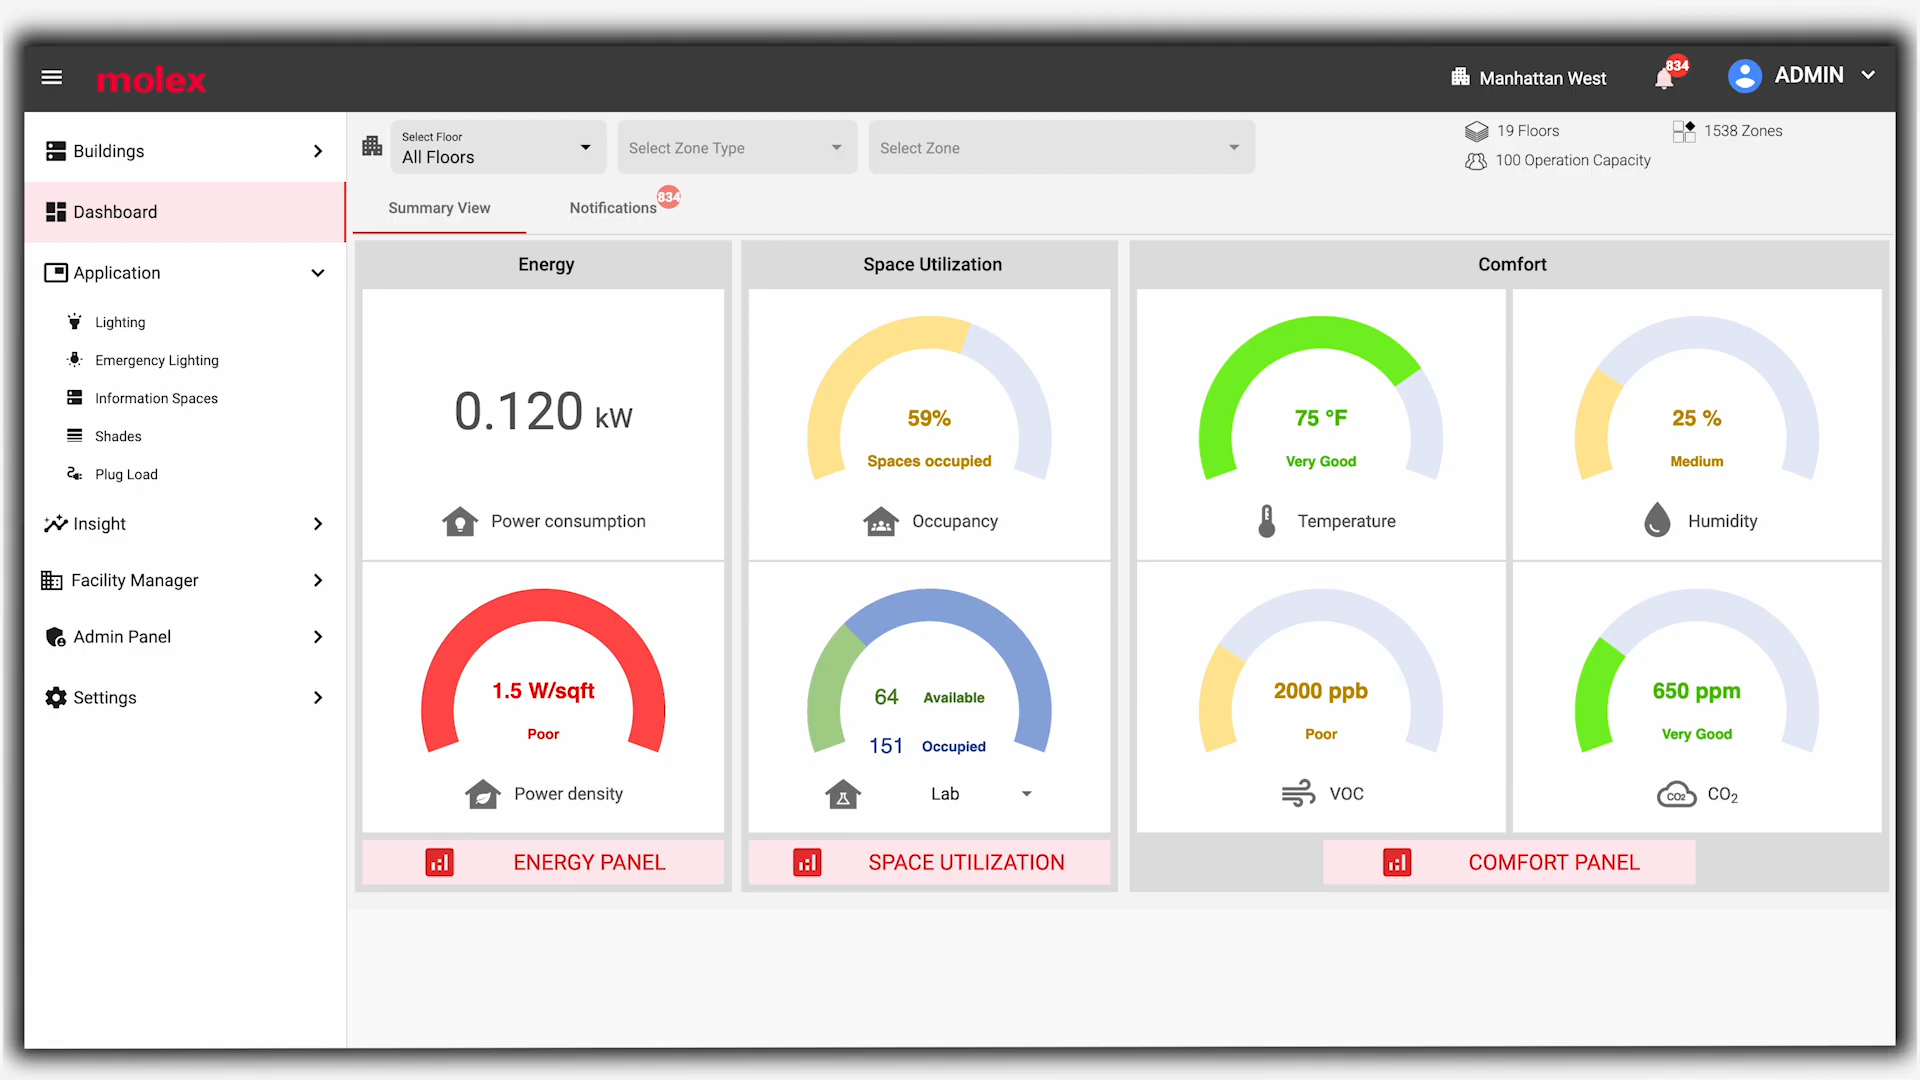 molex
Manhattan West
834
ADMIN
Buildings
Dashboard
Application
Lighting
Emergency Lighting
Information Spaces
Shades
Plug Load
Insight
Facility Manager
Admin Panel
Settings
Select Floor
All Floors
Select Zone Type
Select Zone
19 Floors
1538 Zones
100 Operation Capacity
Summary View
Notifications
834
Energy
0.120 kW
Power consumption
1.5 W/sqft
Poor
Power density
ENERGY PANEL
Space Utilization
59%
Spaces occupied
Occupancy
64 Available
151 Occupied
Lab
SPACE UTILIZATION
Comfort
75 °F
Very Good
Temperature
25 %
Medium
Humidity
2000 ppb
Poor
VOC
650 ppm
Very Good
CO2
CO₂
COMFORT PANEL